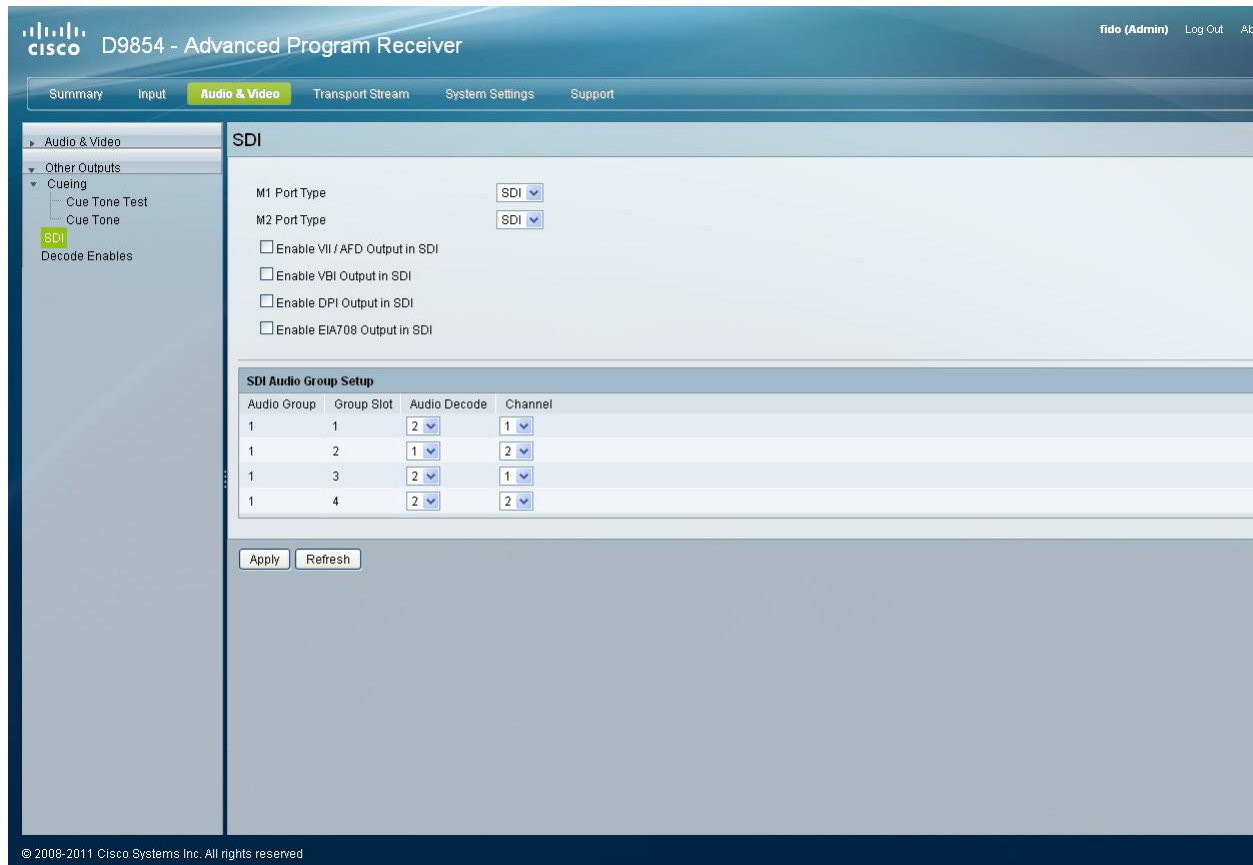 cisco D9854 - Advanced Program Receiver
fido (Admin) Log Out Ab
Summary Input Audio & Video Transport Stream System Settings Support
Audio & Video
Other Outputs
Cueing
Cue Tone Test
Cue Tone
SDI
Decode Enables
SDI
M1 Port Type SDI
M2 Port Type SDI
Enable VII / AFD Output in SDI
Enable VBI Output in SDI
Enable DPI Output in SDI
Enable EIA708 Output in SDI
SDI Audio Group Setup
Audio Group Group Slot Audio Decode Channel
1 1 2 1
1 2 1 2
1 3 2 1
1 4 2 2
Apply Refresh
© 2008-2011 Cisco Systems Inc. All rights reserved